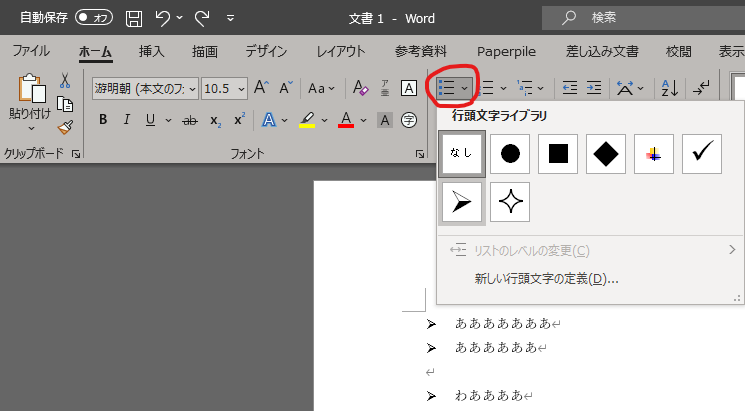 自動保存 オフ 文書 1 - Word 検索
ファイル ホーム 挿入 描画 デザイン レイアウト 参考資料 Paperpile 差し込み文書 校閲 表示
貼り付け 游明朝 (本文のフ 10.5 A A Aa ア亜 A
B I U ab x₂ x² A A A 字
クリップボード フォント
行頭文字ライブラリ
なし
リストのレベルの変更(C)
新しい行頭文字の定義(D)...
あああああああ
ああああああ
わああああ